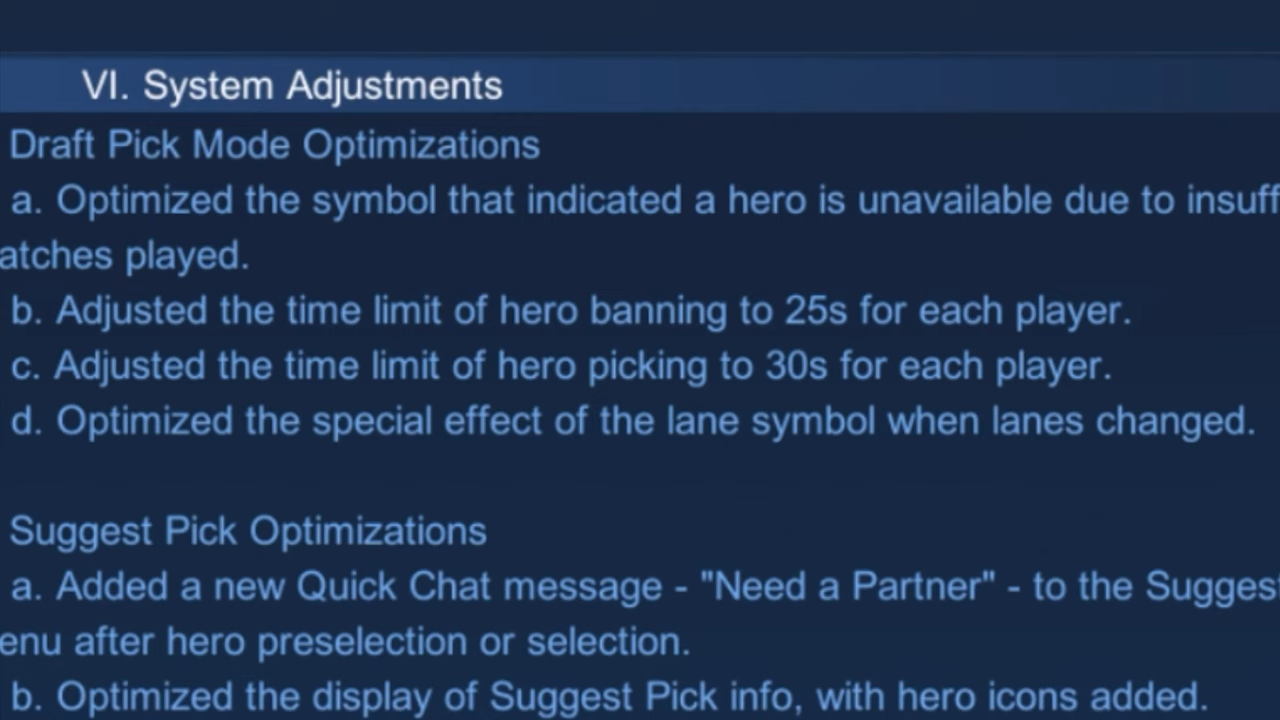 VI. System Adjustments
Draft Pick Mode Optimizations
a. Optimized the symbol that indicated a hero is unavailable due to insuff
atches played.
b. Adjusted the time limit of hero banning to 25s for each player.
c. Adjusted the time limit of hero picking to 30s for each player.
d. Optimized the special effect of the lane symbol when lanes changed.
Suggest Pick Optimizations
a. Added a new Quick Chat message - "Need a Partner" - to the Suggest
enu after hero preselection or selection.
b. Optimized the display of Suggest Pick info, with hero icons added.